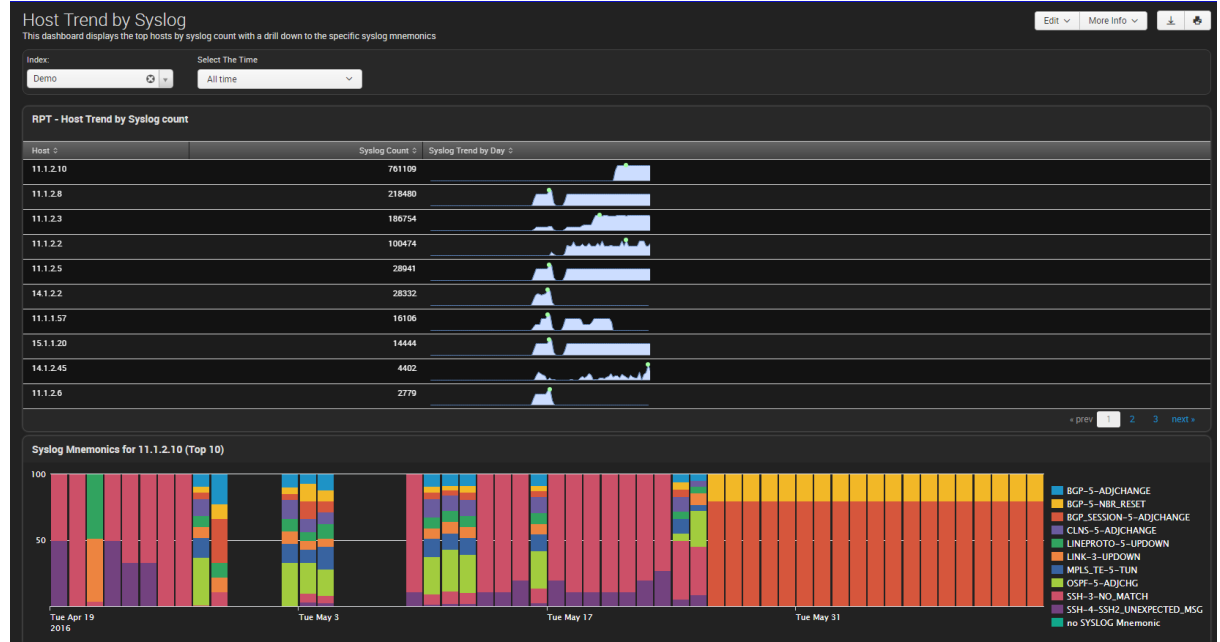 Host Trend by Syslog
This dashboard displays the top hosts by syslog count with a drill down to the specific syslog mnemonics
Edit More Info
Index: Select The Time
Demo All time
RPT - Host Trend by Syslog count
Host Syslog Count Syslog Trend by Day
11.1.2.10 761109
11.1.2.8 218480
11.1.2.3 186754
11.1.2.2 100474
11.1.2.5 28941
14.1.2.2 28332
11.1.1.57 16106
15.1.1.20 14444
14.1.2.45 4402
11.1.2.6 2779
« prev 1 2 3 next »
Syslog Mnemonics for 11.1.2.10 (Top 10)
100
50
Tue Apr 19 Tue May 3 Tue May 17 Tue May 31
2016
BGP-5-ADJCHANGE
BGP-5-NBR_RESET
BGP_SESSION-5-ADJCHANGE
CLNS-5-ADJCHANGE
LINEPROTO-5-UPDOWN
LINK-3-UPDOWN
MPLS_TE-5-TUN
OSPF-5-ADJCHG
SSH-3-NO_MATCH
SSH-4-SSH2_UNEXPECTED_MSG
no SYSLOG Mnemonic